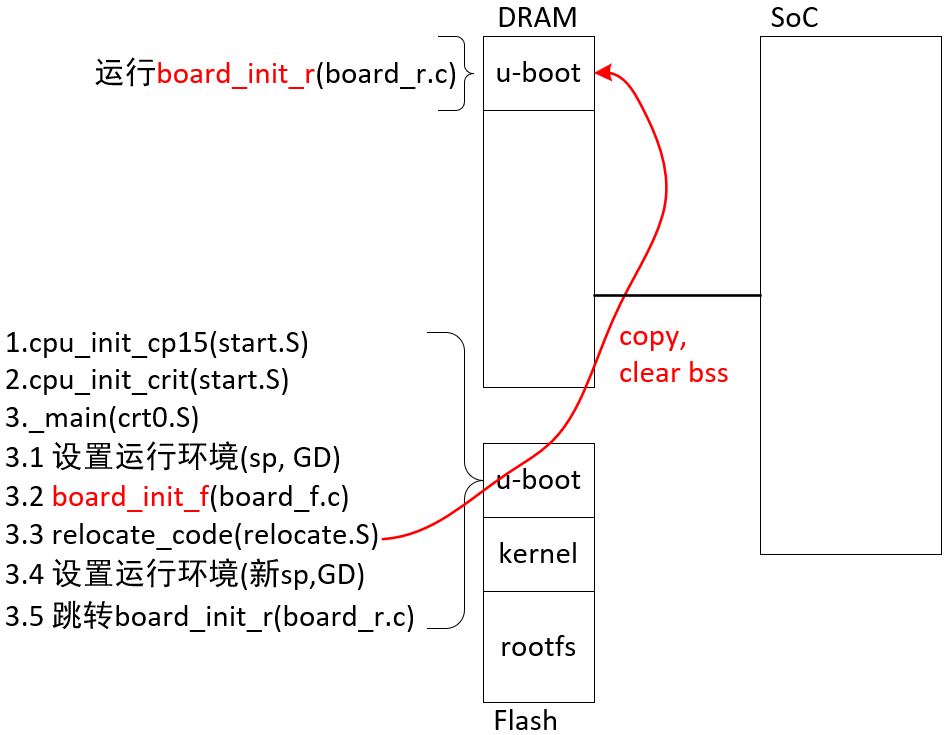 DRAM
SoC
运行board_init_r(board_r.c)
u-boot
copy,
clear bss
1.cpu_init_cp15(start.S)
2.cpu_init_crit(start.S)
3._main(crt0.S)
3.1 设置运行环境(sp, GD)
3.2 board_init_f(board_f.c)
3.3 relocate_code(relocate.S)
3.4 设置运行环境(新sp,GD)
3.5 跳转board_init_r(board_r.c)
u-boot
kernel
rootfs
Flash